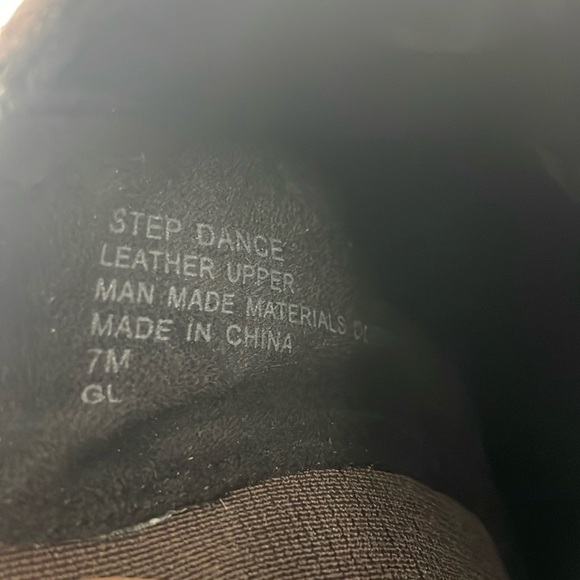 STEP DANCE
LEATHER UPPER
MAN MADE MATERIALS
MADE IN CHINA
7M
GL